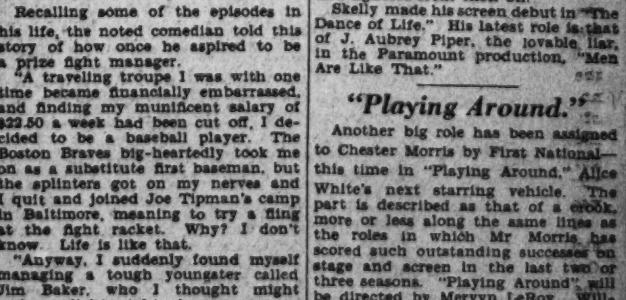 Recalling some of the episodes in
his life, the noted comedian told this
story of how once he aspired to be
a prize fight manager.
"A traveling troupe I was with one
time became financially embarrassed,
and finding my munificent salary of
$22.50 a week had been cut off, I de-
cided to be a baseball player. The
Boston Braves big-heartedly took me
on as a substitute first baseman, but
the splinters got on my nerves and
I quit and joined Joe Tipman's camp
in Baltimore, meaning to try a fling
at the fight racket. Why? I don't
know. Life is like that.
"Anyway, I suddenly found myself
managing a tough youngster called
Jim Baker, who I thought might
Skelly made his screen debut in "The
Dance of Life." His latest role is that
of J. Aubrey Piper, the lovable liar,
in the Paramount production, "Men
Are Like That."
"Playing Around."
Another big role has been assigned
to Chester Morris by First National—
this time in "Playing Around," Alice
White's next starring vehicle. The
part is described as that of a crook,
more or less along the same lines as
the roles in which Mr Morris has
scored such outstanding successes on
stage and screen in the last two or
three seasons. "Playing Around" will
be directed by Mervyn LeRoy.